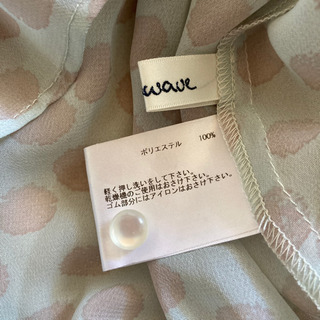 wave
ポリエステル 100%
軽く押し洗いをして下さい。
乾燥機のご使用はおさけ下さい。
ゴム部分にはアイロンはおさけ下さい。